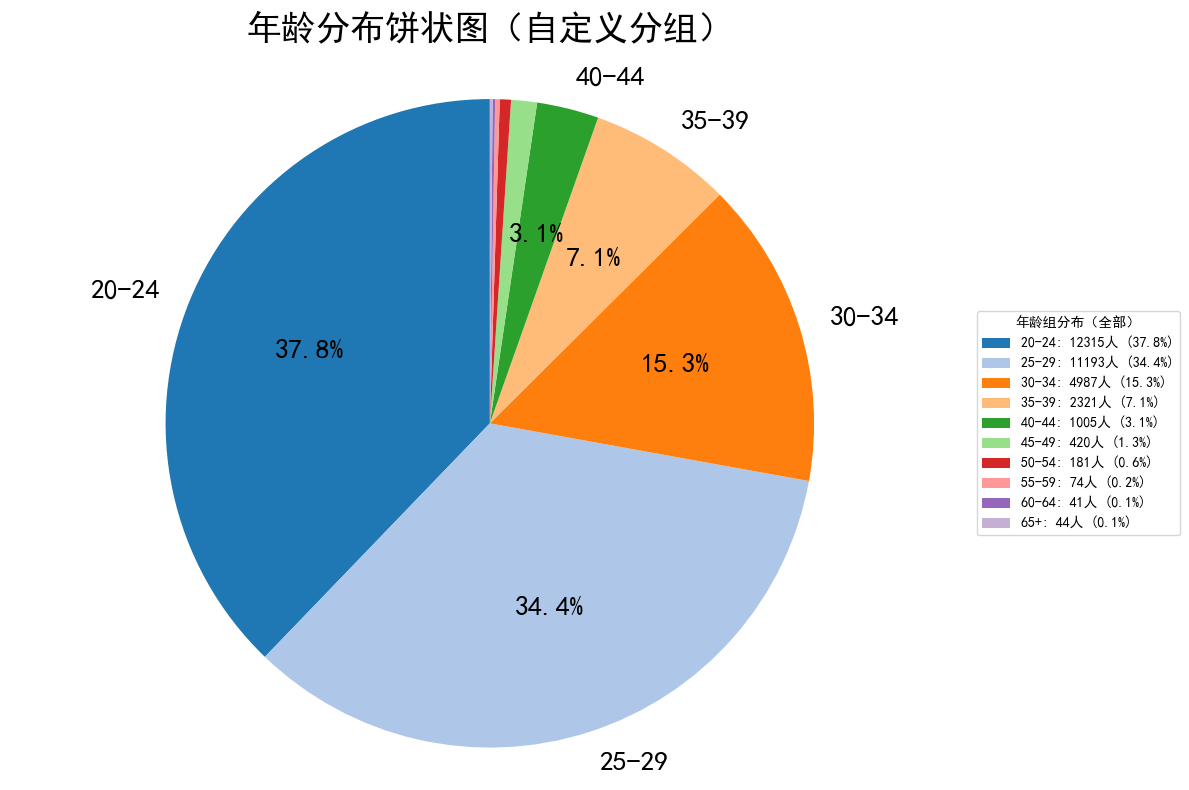 年龄分布饼状图（自定义分组）
40-44
35-39
3.1%
7.1%
20-24
30-34
37.8%
15.3%
34.4%
25-29
年龄组分布（全部）
20-24: 12315人 (37.8%)
25-29: 11193人 (34.4%)
30-34: 4987人 (15.3%)
35-39: 2321人 (7.1%)
40-44: 1005人 (3.1%)
45-49: 420人 (1.3%)
50-54: 181人 (0.6%)
55-59: 74人 (0.2%)
60-64: 41人 (0.1%)
65+: 44人 (0.1%)